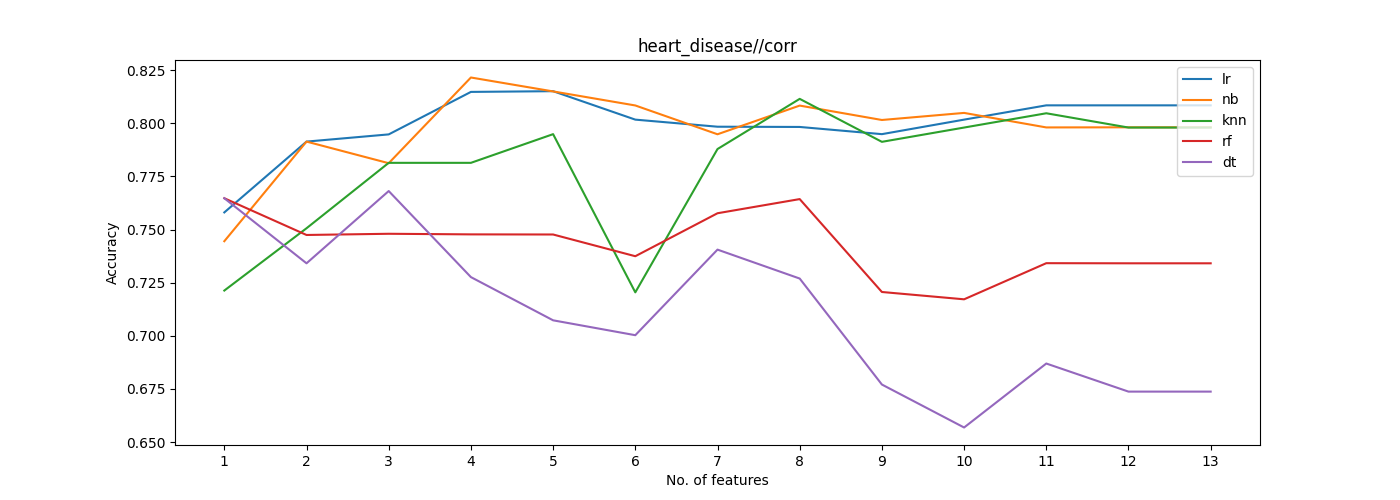 heart_disease//corr
0.825
0.800
0.775
0.750
0.725
0.700
0.675
0.650
Accuracy
lr
nb
knn
rf
dt
1 2 3 4 5 6 7 8 9 10 11 12 13
No. of features